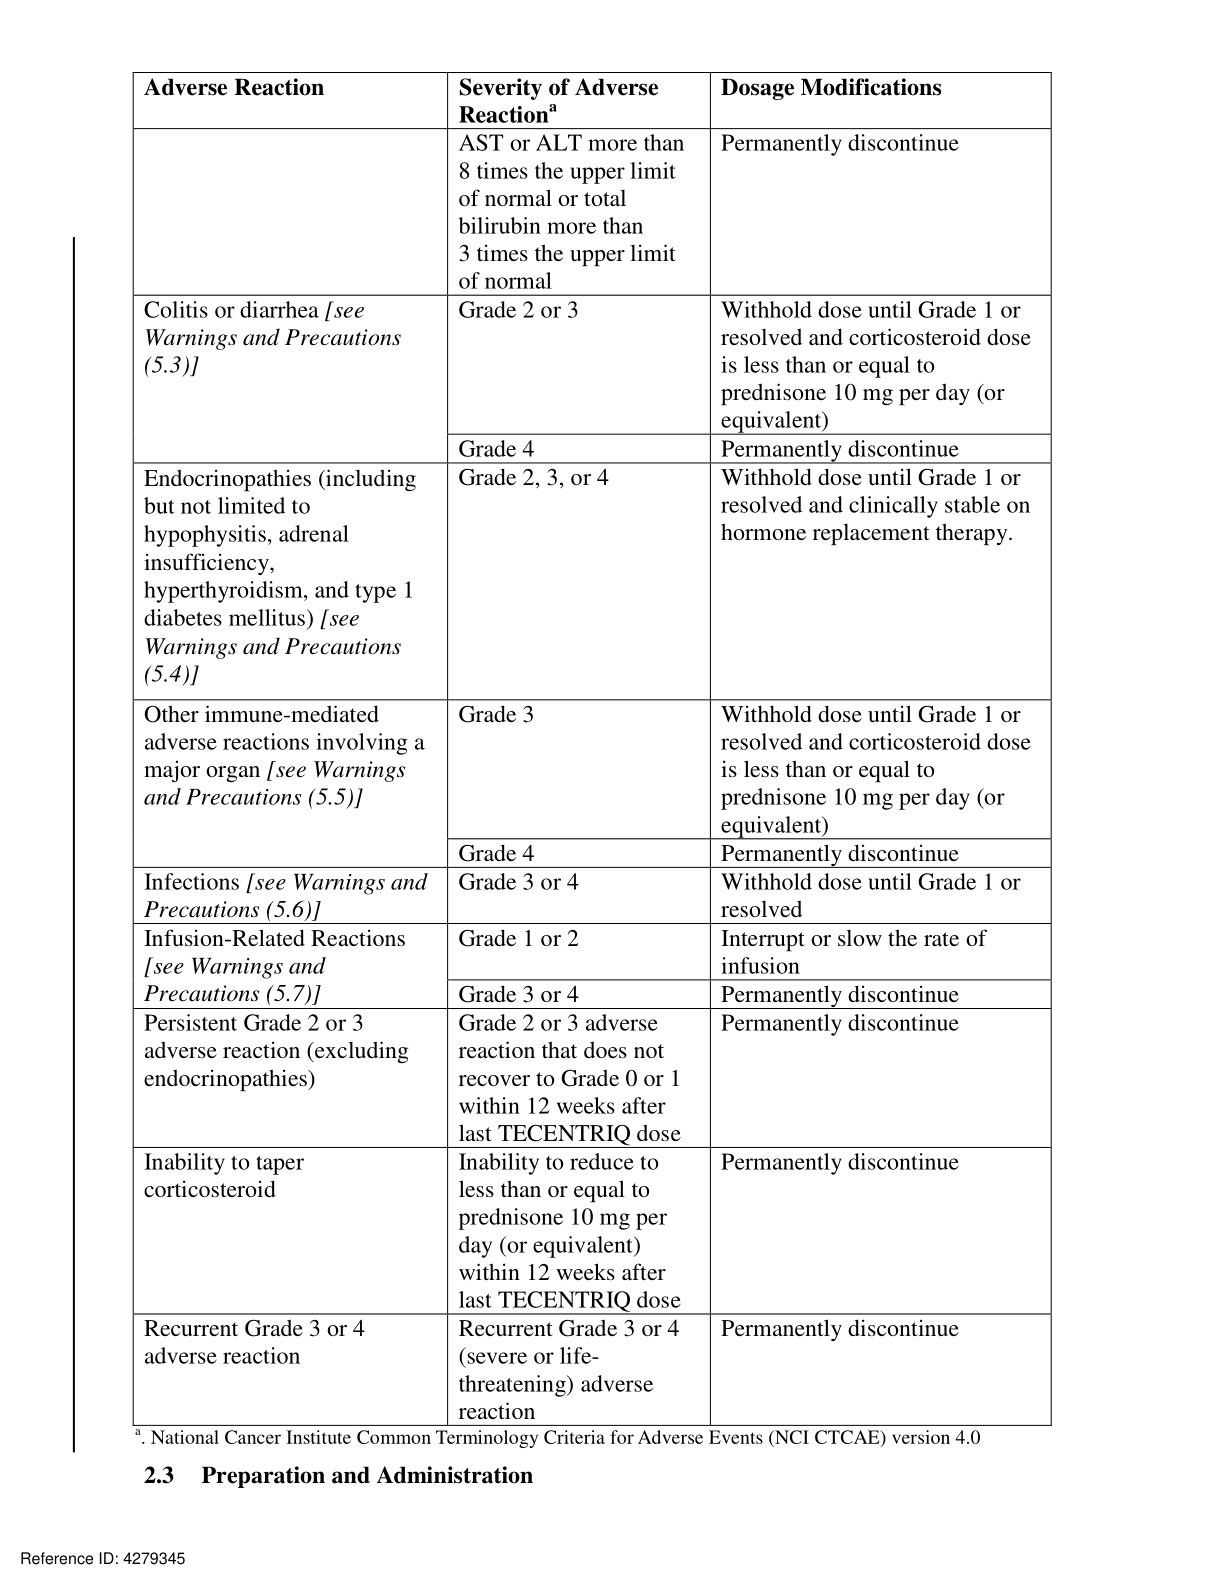 Adverse Reaction
Severity of Adverse
Reactionᵃ
Dosage Modifications
AST or ALT more than
8 times the upper limit
of normal or total
bilirubin more than
3 times the upper limit
of normal
Permanently discontinue
Colitis or diarrhea [see
Warnings and Precautions
(5.3)]
Grade 2 or 3
Withhold dose until Grade 1 or
resolved and corticosteroid dose
is less than or equal to
prednisone 10 mg per day (or
equivalent)
Grade 4
Permanently discontinue
Endocrinopathies (including
but not limited to
hypophysitis, adrenal
insufficiency,
hyperthyroidism, and type 1
diabetes mellitus) [see
Warnings and Precautions
(5.4)]
Grade 2, 3, or 4
Withhold dose until Grade 1 or
resolved and clinically stable on
hormone replacement therapy.
Other immune-mediated
adverse reactions involving a
major organ [see Warnings
and Precautions (5.5)]
Grade 3
Withhold dose until Grade 1 or
resolved and corticosteroid dose
is less than or equal to
prednisone 10 mg per day (or
equivalent)
Grade 4
Permanently discontinue
Infections [see Warnings and
Precautions (5.6)]
Grade 3 or 4
Withhold dose until Grade 1 or
resolved
Infusion-Related Reactions
[see Warnings and
Precautions (5.7)]
Grade 1 or 2
Interrupt or slow the rate of
infusion
Grade 3 or 4
Permanently discontinue
Persistent Grade 2 or 3
adverse reaction (excluding
endocrinopathies)
Grade 2 or 3 adverse
reaction that does not
recover to Grade 0 or 1
within 12 weeks after
last TECENTRIQ dose
Permanently discontinue
Inability to taper
corticosteroid
Inability to reduce to
less than or equal to
prednisone 10 mg per
day (or equivalent)
within 12 weeks after
last TECENTRIQ dose
Permanently discontinue
Recurrent Grade 3 or 4
adverse reaction
Recurrent Grade 3 or 4
(severe or life-
threatening) adverse
reaction
Permanently discontinue
ᵃ. National Cancer Institute Common Terminology Criteria for Adverse Events (NCI CTCAE) version 4.0
2.3 Preparation and Administration
Reference ID: 4279345